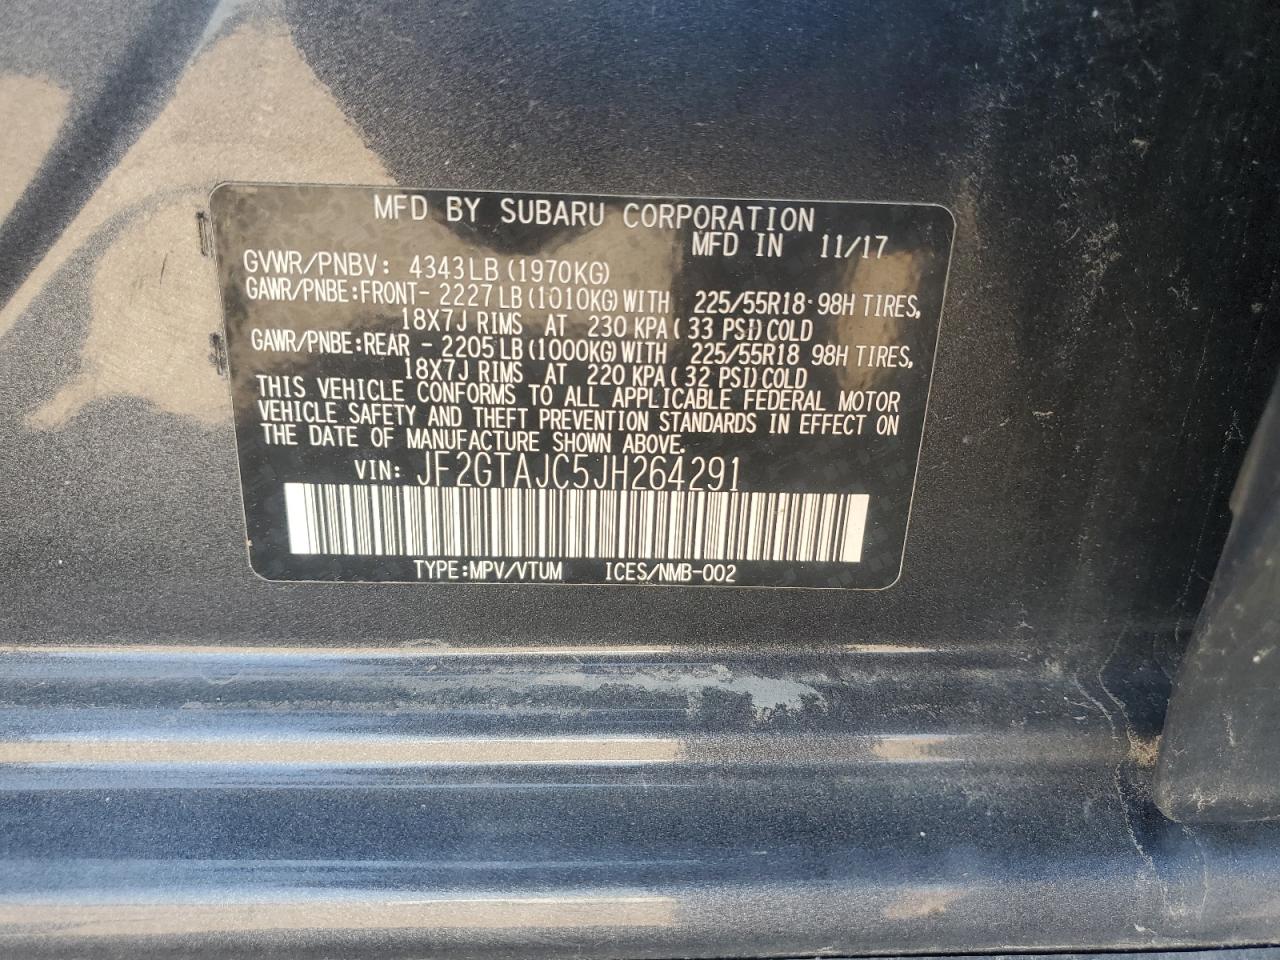 MFD BY SUBARU CORPORATION
MFD IN 11/17
GVWR/PNBV: 4343LB(1970KG)
GAWR/PNBE:FRONT- 2227LB(1010KG)WITH 225/55R18 98H TIRES,
18X7J RIMS AT 230 KPA(33 PSI)COLD
GAWR/PNBE:REAR - 2205LB(1000KG)WITH 225/55R18 98H TIRES,
18X7J RIMS AT 220 KPA(32 PSI)COLD
THIS VEHICLE CONFORMS TO ALL APPLICABLE FEDERAL MOTOR
VEHICLE SAFETY AND THEFT PREVENTION STANDARDS IN EFFECT ON
THE DATE OF MANUFACTURE SHOWN ABOVE.
VIN: JF2GTAJC5JH264291
TYPE:MPV/VTUM ICES/NMB-002